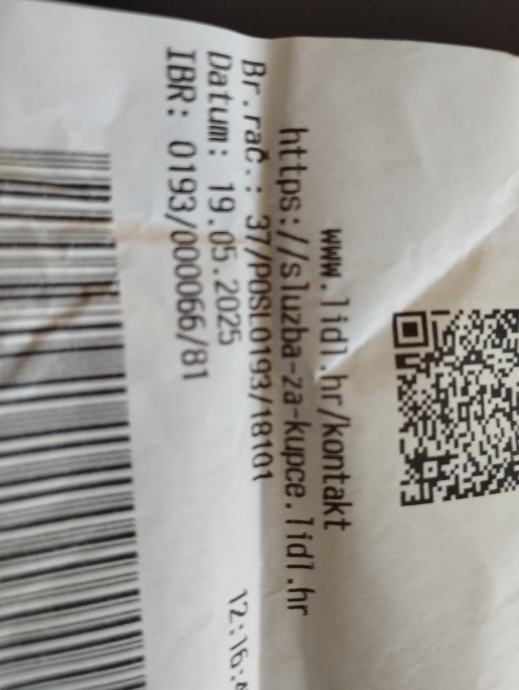 www.lidl.hr/kontakt
https://sluzba-za-kupce.lidl.hr
Br.rač.: 37/POSL0193/18101
Datum: 19.05.2025
IBR: 0193/000066/81